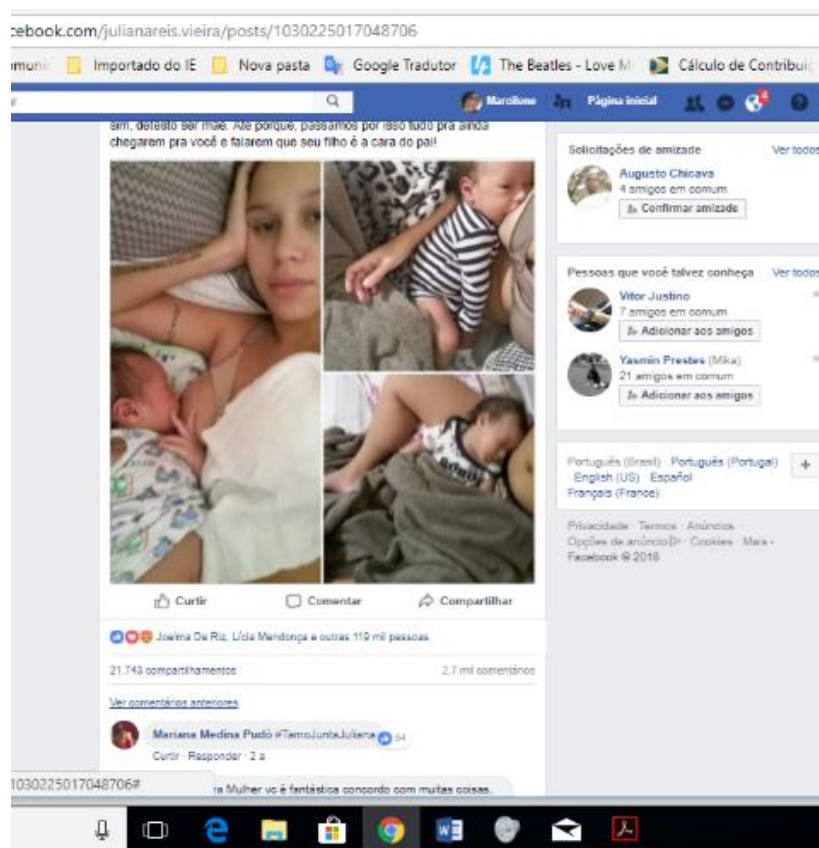 cebook.com/julianareis.vieira/posts/1030225017048706
Importado do IE Nova pasta Google Tradutor The Beatles - Love M Cálculo de Contribui
Marcilene Página inicial
sim, detesto ser mãe. Até porque, passamos por isso tudo pra ainda
chegarem pra você e falarem que seu filho é a cara do pai!
Solicitações de amizade Ver todos
Augusto Chicava
4 amigos em comum
Confirmar amizade
Pessoas que você talvez conheça Ver todos
Vitor Justino
7 amigos em comum
Adicionar aos amigos
Yasmin Prestes (Mika)
21 amigos em comum
Adicionar aos amigos
Português (Brasil) · Português (Portugal)
· English (US) · Español
Français (France)
Privacidade · Termos · Anúncios
Opções de anúncio · Cookies · Mais
Facebook © 2018
Curtir Comentar Compartilhar
Joelma De Riz, Lícia Mendonça e outras 119 mil pessoas
21.743 compartilhamentos 2,7 mil comentários
Ver comentários anteriores
Mariana Medina Pudó #TamoJuntaJuliana 64
Curtir · Responder · 2 a
1030225017048706#
Mulher vc é fantástica concordo com muitas coisas.